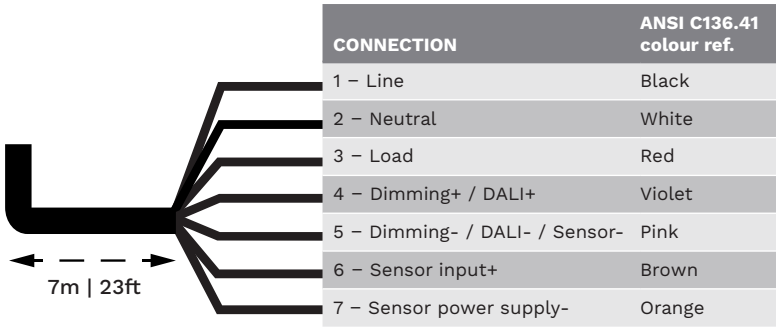 CONNECTION ANSI C136.41 colour ref.
1 – Line Black
2 – Neutral White
3 – Load Red
4 – Dimming+ / DALI+ Violet
5 – Dimming- / DALI- / Sensor- Pink
6 – Sensor input+ Brown
7 – Sensor power supply- Orange
7m | 23ft